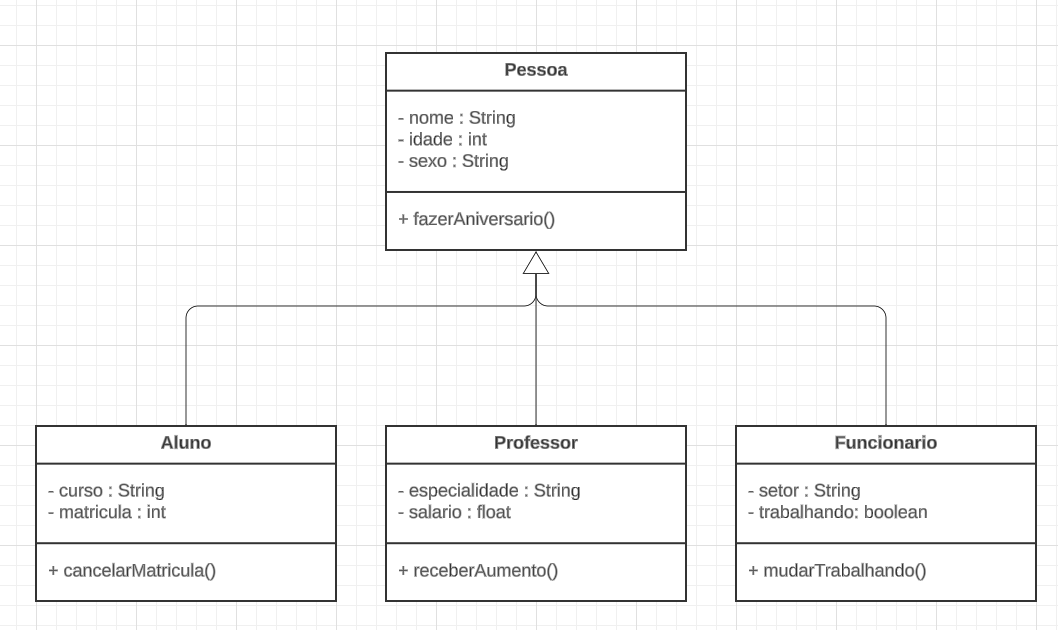 Pessoa
- nome : String
- idade : int
- sexo : String
+ fazerAniversario()
Aluno
- curso : String
- matricula : int
+ cancelarMatricula()
Professor
- especialidade : String
- salario : float
+ receberAumento()
Funcionario
- setor : String
- trabalhando: boolean
+ mudarTrabalhando()